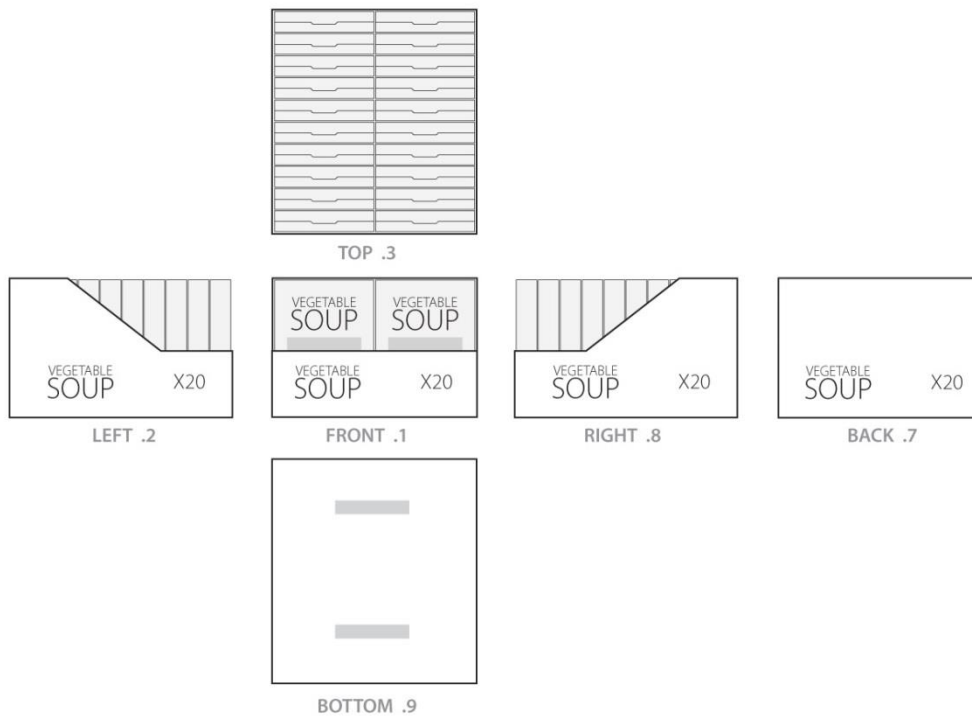 TOP .3
VEGETABLE
SOUP
X20
LEFT .2
VEGETABLE
SOUP
VEGETABLE
SOUP
VEGETABLE
SOUP
X20
FRONT .1
VEGETABLE
SOUP
X20
RIGHT .8
VEGETABLE
SOUP
X20
BACK .7
BOTTOM .9